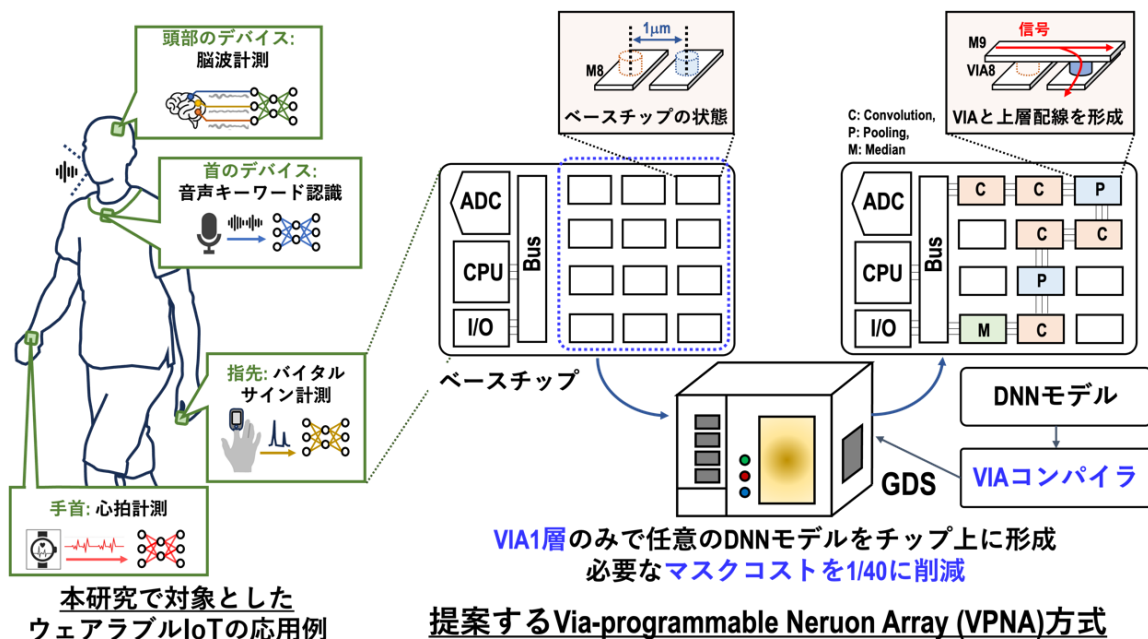 頭部のデバイス:
脳波計測
首のデバイス:
音声キーワード認識
指先: バイタル
サイン計測
手首: 心拍計測
本研究で対象とした
ウェアラブルIoTの応用例
1μm
M8
ベースチップの状態
ADC
CPU
I/O
Bus
ベースチップ
信号
M9
VIA8
VIAと上層配線を形成
C: Convolution,
P: Pooling,
M: Median
ADC
CPU
I/O
Bus
C
C
P
C
C
P
M
C
DNNモデル
VIAコンパイラ
GDS
VIA1層のみで任意のDNNモデルをチップ上に形成
必要なマスクコストを1/40に削減
提案するVia-programmable Neruon Array (VPNA)方式